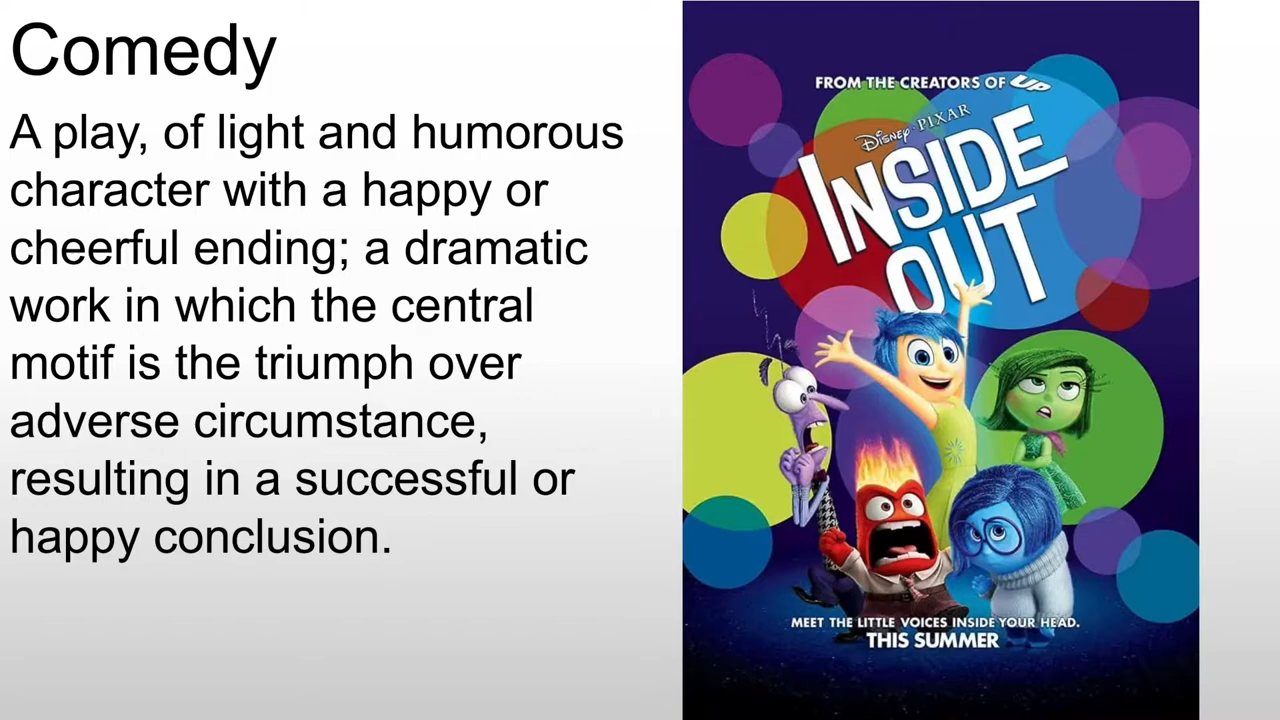 Comedy
A play, of light and humorous
character with a happy or
cheerful ending; a dramatic
work in which the central
motif is the triumph over
adverse circumstance,
resulting in a successful or
happy conclusion.
FROM THE CREATORS OF UP
Disney · PIXAR
INSIDE
OUT
MEET THE LITTLE VOICES INSIDE YOUR HEAD.
THIS SUMMER